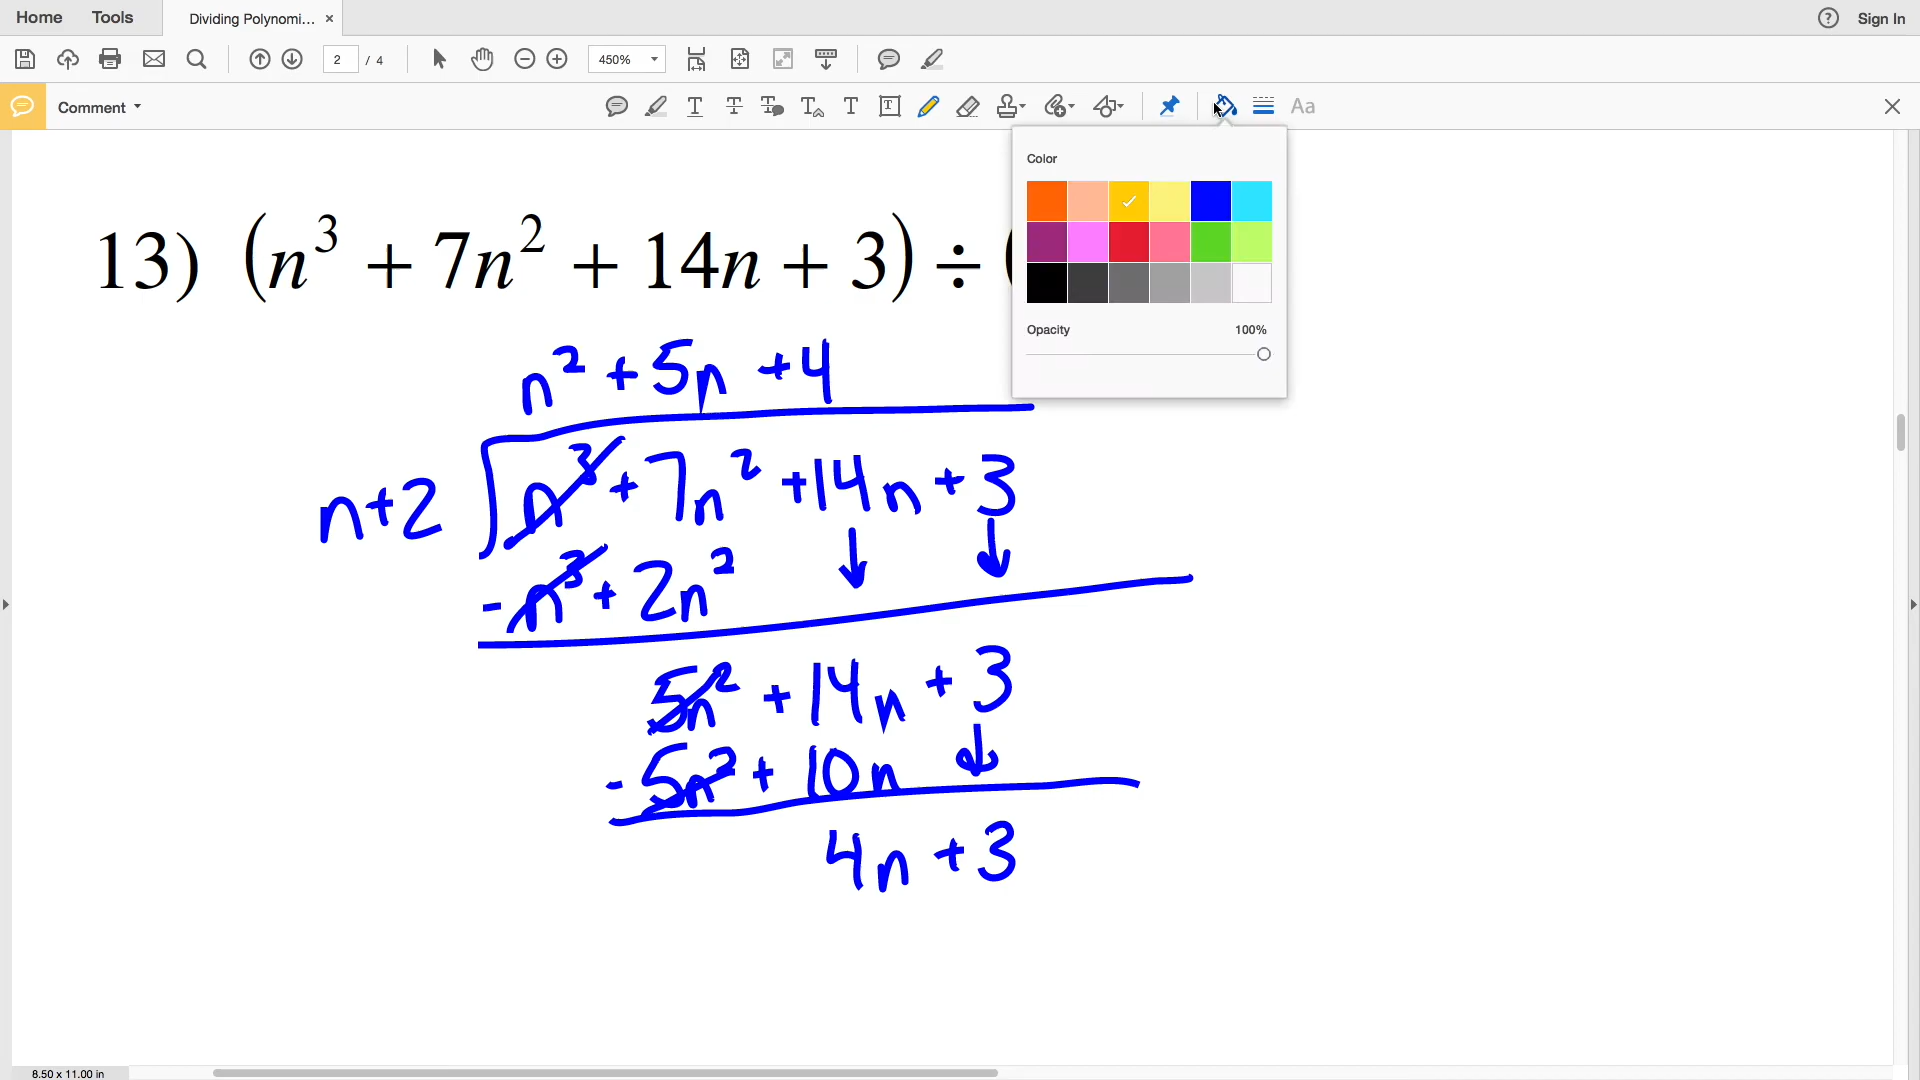 Home Tools Dividing Polynomi... × ? Sign In
2 / 4 450%
Comment T T T T T T Aa
Color
13) (n³ + 7n² + 14n + 3) ÷ (
Opacity 100%
n² + 5n + 4
n+2 n³ + 7n² + 14n + 3
- n³ + 2n²
5n² + 14n + 3
- 5n² + 10n
4n + 3
8.50 x 11.00 in